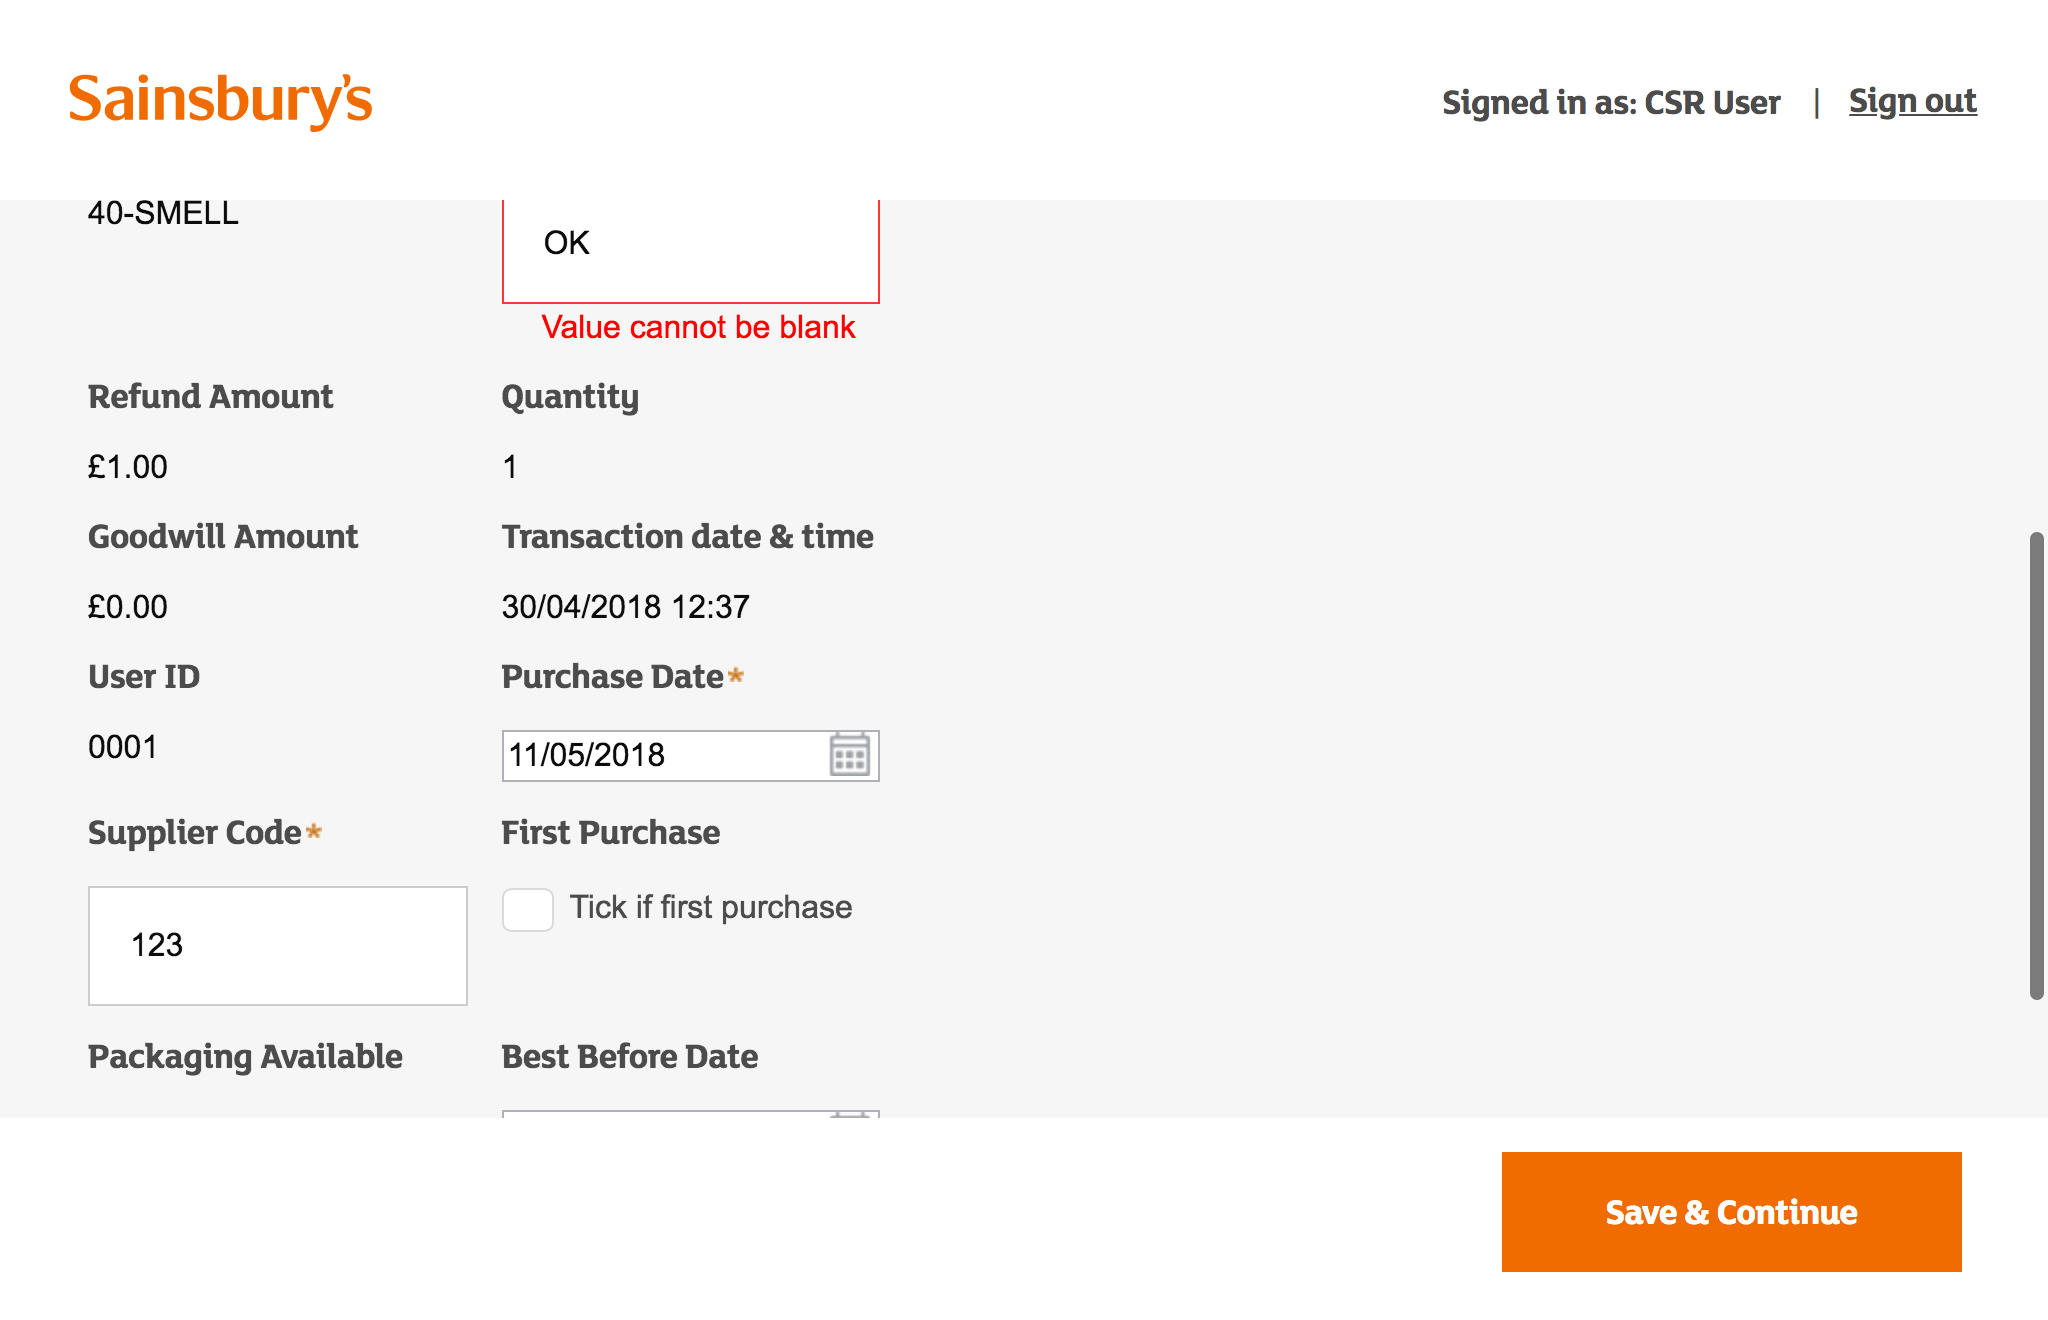 Sainsbury's
Signed in as: CSR User | Sign out
40-SMELL
OK
Value cannot be blank
Refund Amount
Quantity
£1.00
1
Goodwill Amount
Transaction date & time
£0.00
30/04/2018 12:37
User ID
Purchase Date*
0001
11/05/2018
Supplier Code*
First Purchase
123
Tick if first purchase
Packaging Available
Best Before Date
Save & Continue